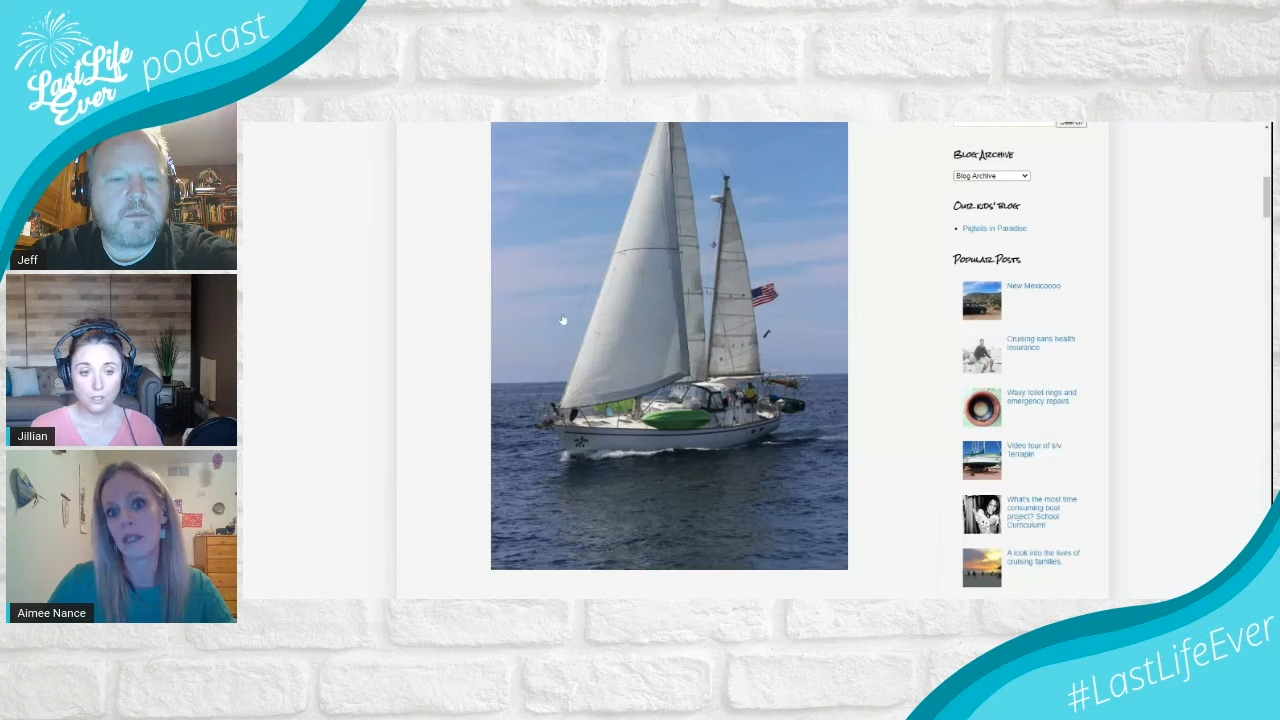 Last Life
Ever
podcast
Jeff
Jillian
Aimee Nance
Search
Blog Archive
Blog Archive
Our kids' blog
Pigtails in Paradise
Popular Posts
New Mexicoooo
Cruising sans health
insurance
Waxy toilet rings and
emergency repairs
Video tour of s/v
Terrapin
What's the most time
consuming boat
project? School
Curriculum!
A look into the lives of
cruising families.
#LastLifeEver